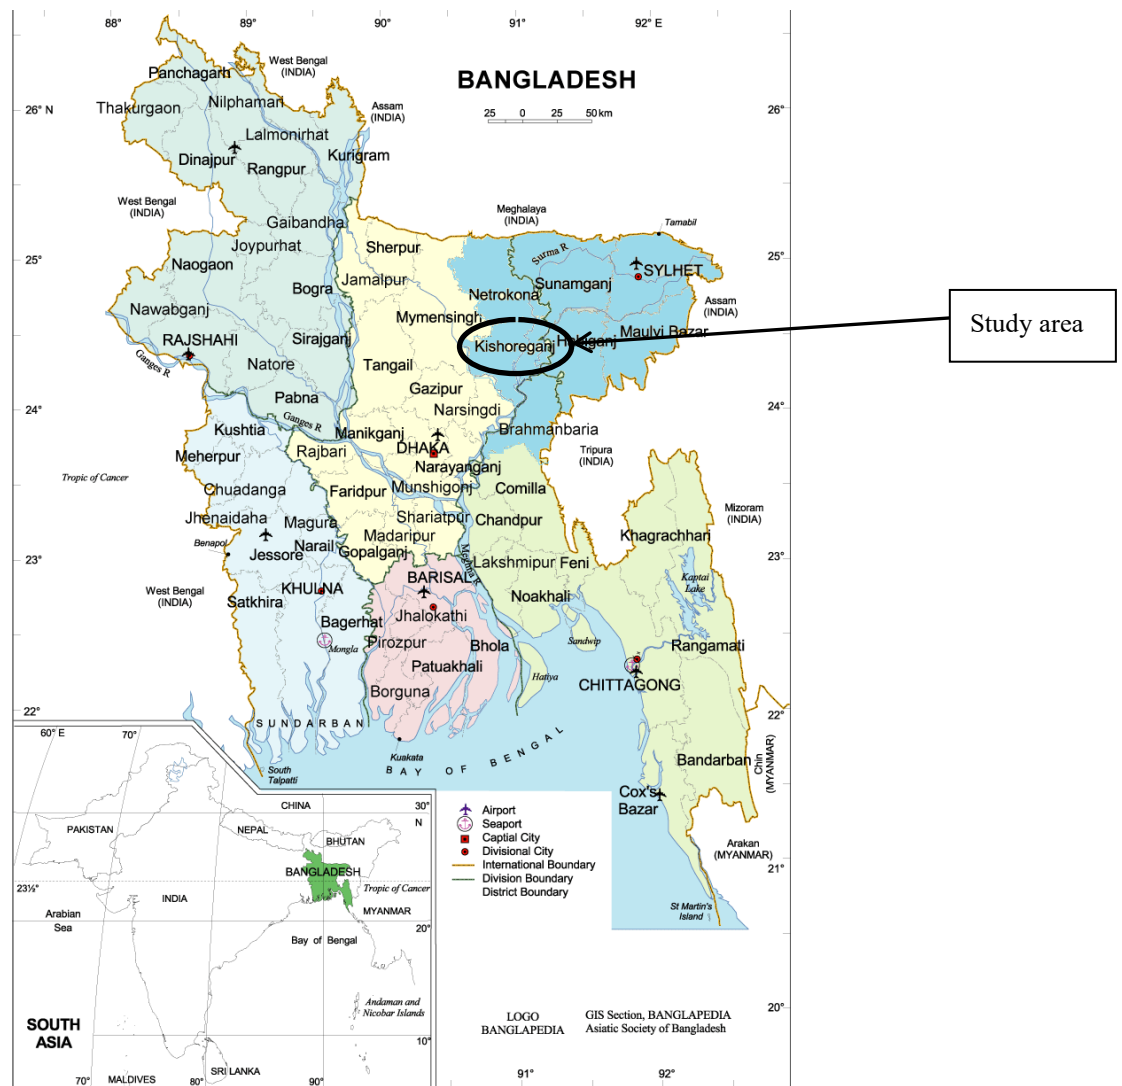 88°
89°
90°
91°
92° E
BANGLADESH
25 0 25 50 km
West Bengal
(INDIA)
Panchagarh
Thakurgaon
Nilphamari
Assam
(INDIA)
26° N
26°
Lalmonirhat
Dinajpur
Rangpur
Kurigram
West Bengal
(INDIA)
Meghalaya
(INDIA)
Tamabil
Gaibandha
Joypurhat
Sherpur
Surma R
25°
25°
Naogaon
Jamalpur
SYLHET
Sunamganj
Bogra
Netrokona
Assam
(INDIA)
Nawabganj
Mymensingh
Study area
RAJSHAHI
Sirajganj
Kishoreganj
Habiganj
Maulvi Bazar
Ganges R
Natore
Tangail
Gazipur
Pabna
Narsingdi
24°
24°
Ganges R
Kushtia
Manikganj
DHAKA
Brahmanbaria
Rajbari
Tripura
(INDIA)
Meherpur
Narayanganj
Tropic of Cancer
Chuadanga
Faridpur
Munshigonj
Comilla
Jhenaidaha
Magura
Shariatpur
Chandpur
Mizoram
(INDIA)
Benapol
Narail
Madaripur
Khagrachhari
Jessore
Gopalganj
23°
23°
Meghna R
Lakshmipur
Feni
West Bengal
(INDIA)
KHULNA
BARISAL
Kaptai
Lake
Satkhira
Noakhali
Bagerhat
Jhalokathi
Mongla
Pirozpur
Bhola
Sandwip
Rangamati
Patuakhali
Hatiya
CHITTAGONG
Borguna
22°
22°
SUNDARBAN
Kuakata
BAY OF BENGAL
Bandarban
Chin
(MYANMAR)
South
Talpatti
Cox's
Bazar
60° E
70°
CHINA
30°
N
PAKISTAN
NEPAL
BHUTAN
BANGLADESH
23½°
Tropic of Cancer
INDIA
MYANMAR
Arabian
Sea
20°
Bay of Bengal
Andaman and
Nicobar Islands
SOUTH
ASIA
10°
SRI LANKA
70°
MALDIVES
80°
90°
Airport
Seaport
Captial City
Divisional City
International Boundary
Division Boundary
District Boundary
Arakan
(MYANMAR)
21°
St Martin's
Island
20°
LOGO
BANGLAPEDIA
GIS Section, BANGLAPEDIA
Asiatic Society of Bangladesh
91°
92°